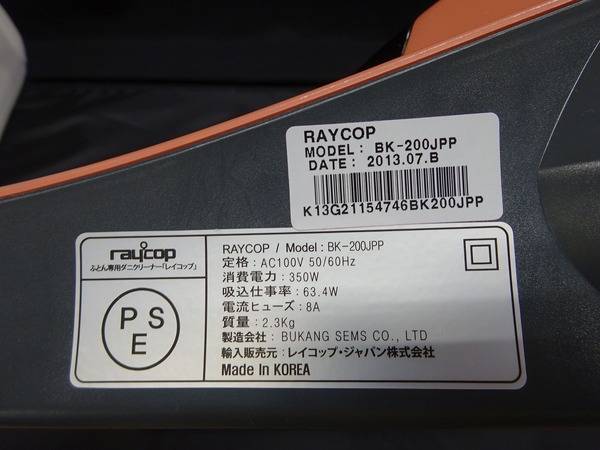 RAYCOP
MODEL: BK-200JPP
DATE: 2013.07.B
K13G21154746BK200JPP
raycop
ふとん専用ダニクリーナー「レイコップ」
P S
E
RAYCOP / Model: BK-200JPP
定格: AC100V 50/60Hz
消費電力: 350W
吸込仕事率: 63.4W
電流ヒューズ: 8A
質量: 2.3Kg
製造会社: BUKANG SEMS CO., LTD
輸入販売元: レイコップ・ジャパン株式会社
Made In KOREA